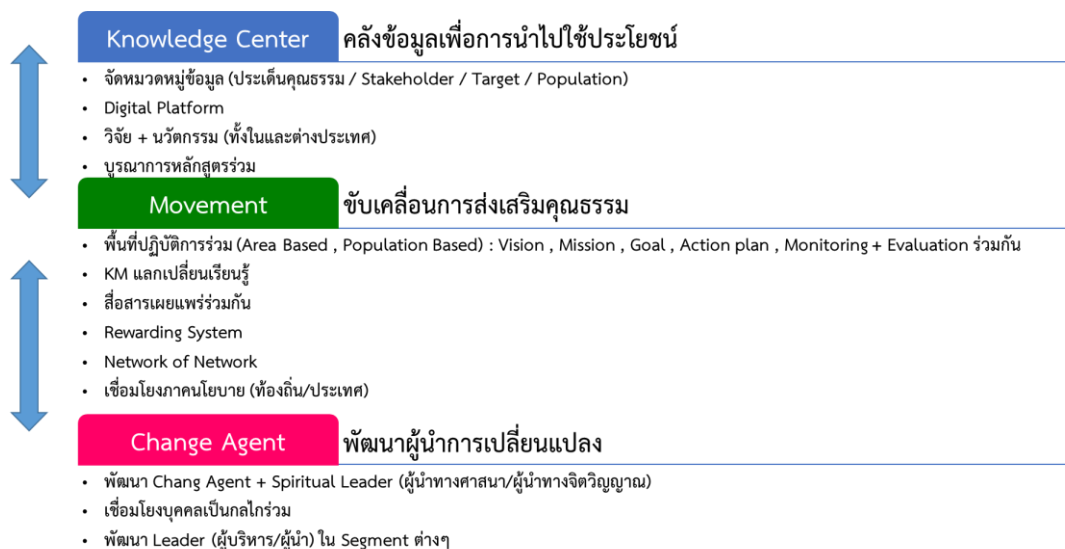 Knowledge Center คลังข้อมูลเพื่อการนำไปใช้ประโยชน์
• จัดหมวดหมู่ข้อมูล (ประเด็นคุณธรรม / Stakeholder / Target / Population)
• Digital Platform
• วิจัย + นวัตกรรม (ทั้งในและต่างประเทศ)
• บูรณาการหลักสูตรร่วม
Movement ขับเคลื่อนการส่งเสริมคุณธรรม
• พื้นที่ปฏิบัติการร่วม (Area Based , Population Based) : Vision , Mission , Goal , Action plan , Monitoring + Evaluation ร่วมกัน
• KM แลกเปลี่ยนเรียนรู้
• สื่อสารเผยแพร่ร่วมกัน
• Rewarding System
• Network of Network
• เชื่อมโยงภาคนโยบาย (ท้องถิ่น/ประเทศ)
Change Agent พัฒนาผู้นำการเปลี่ยนแปลง
• พัฒนา Chang Agent + Spiritual Leader (ผู้นำทางศาสนา/ผู้นำทางจิตวิญญาณ)
• เชื่อมโยงบุคคลเป็นกลไกร่วม
• พัฒนา Leader (ผู้บริหาร/ผู้นำ) ใน Segment ต่างๆ